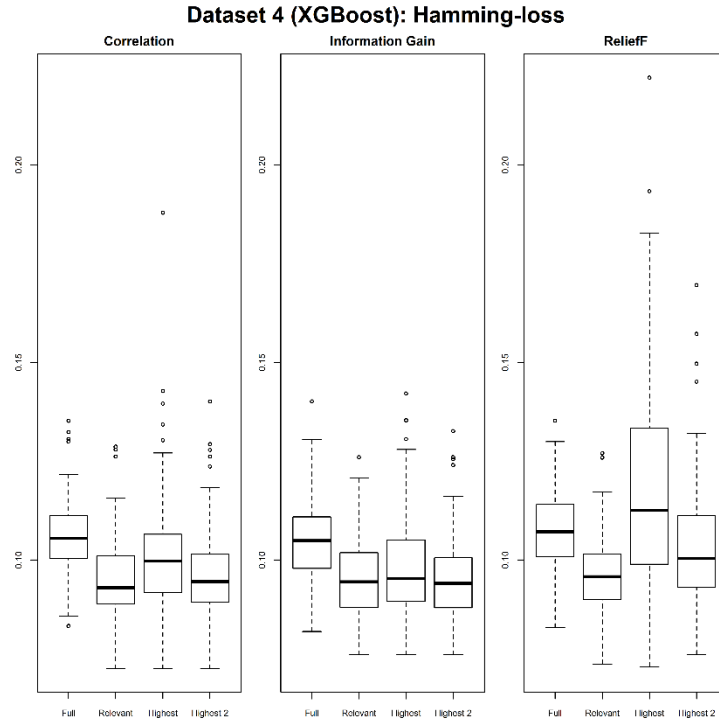 Dataset 4 (XGBoost): Hamming-loss
Correlation
Information Gain
ReliefF
0.20
0.20
0.20
0.15
0.15
0.15
0.10
0.10
0.10
Full Relevant Highest Highest 2
Full Relevant Highest Highest 2
Full Relevant Highest Highest 2